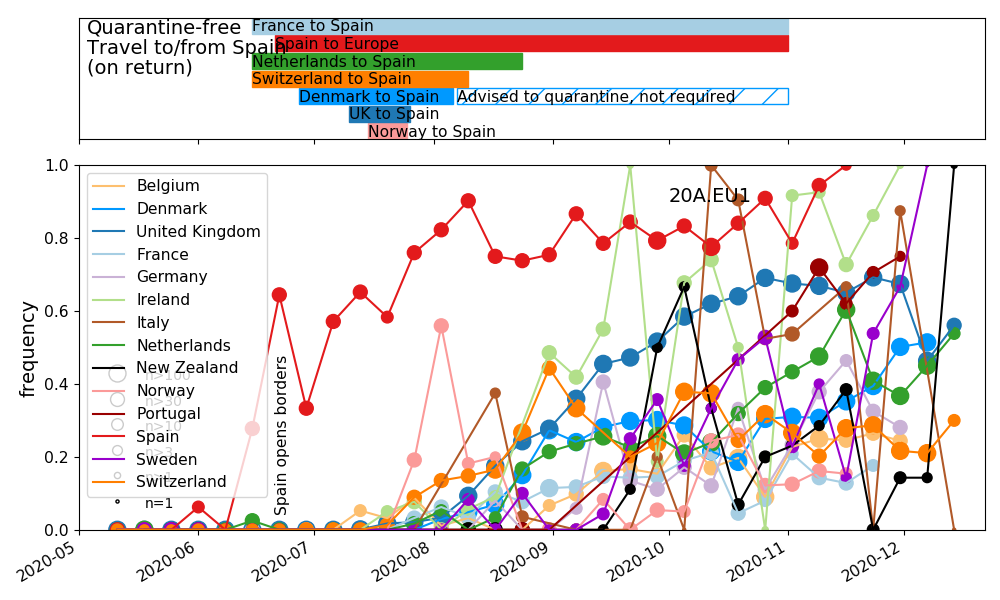 Quarantine-free
Travel to/from Spain
(on return)
France to Spain
Spain to Europe
Netherlands to Spain
Switzerland to Spain
Denmark to Spain
Advised to quarantine, not required
UK to Spain
Norway to Spain
1.0
0.8
0.6
0.4
0.2
0.0
frequency
20A.EU1
Belgium
Denmark
United Kingdom
France
Germany
Ireland
Italy
Netherlands
New Zealand
n>100
Norway
n>30
Portugal
n>10
Spain
n>3
Sweden
Switzerland
n=1
Spain opens borders
2020-05
2020-06
2020-07
2020-08
2020-09
2020-10
2020-11
2020-12